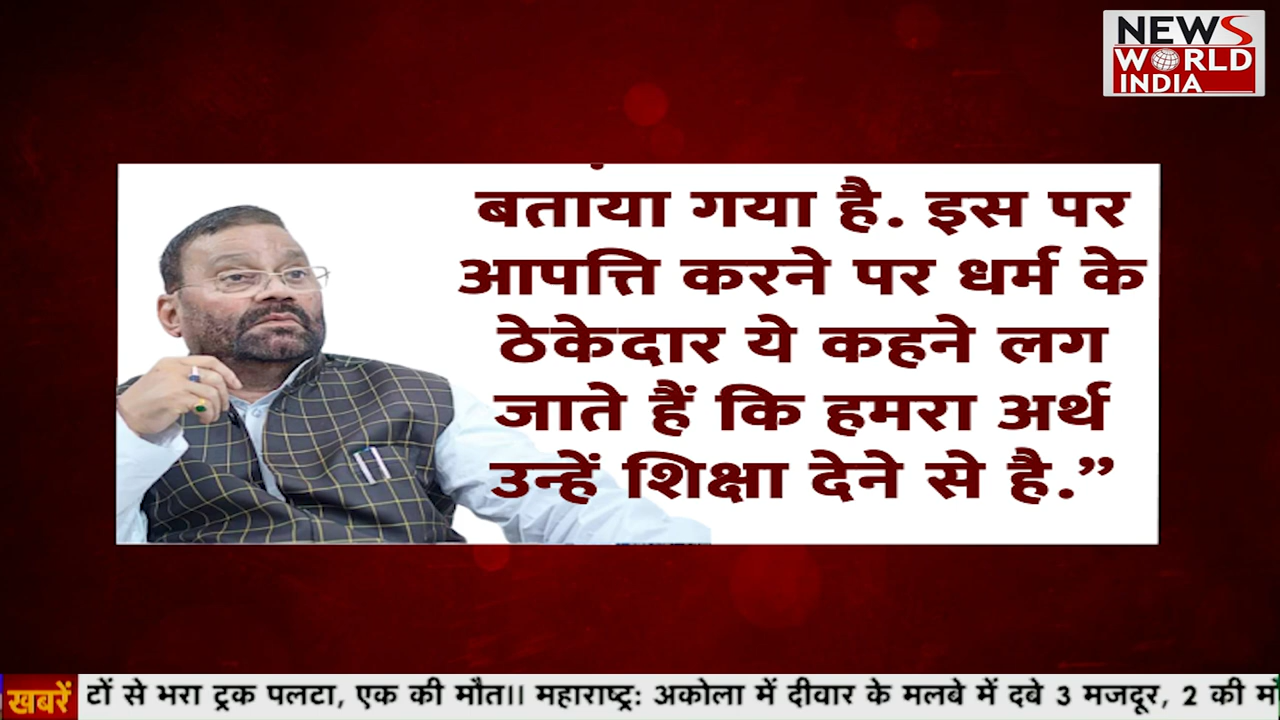 NEWS
WORLD
INDIA
बताया गया है. इस पर
आपत्ति करने पर धर्म के
ठेकेदार ये कहने लग
जाते हैं कि हमरा अर्थ
उन्हें शिक्षा देने से है.”
खबरें
टों से भरा ट्रक पलटा, एक की मौत।। महाराष्ट्र: अकोला में दीवार के मलबे में दबे 3 मजदूर, 2 की